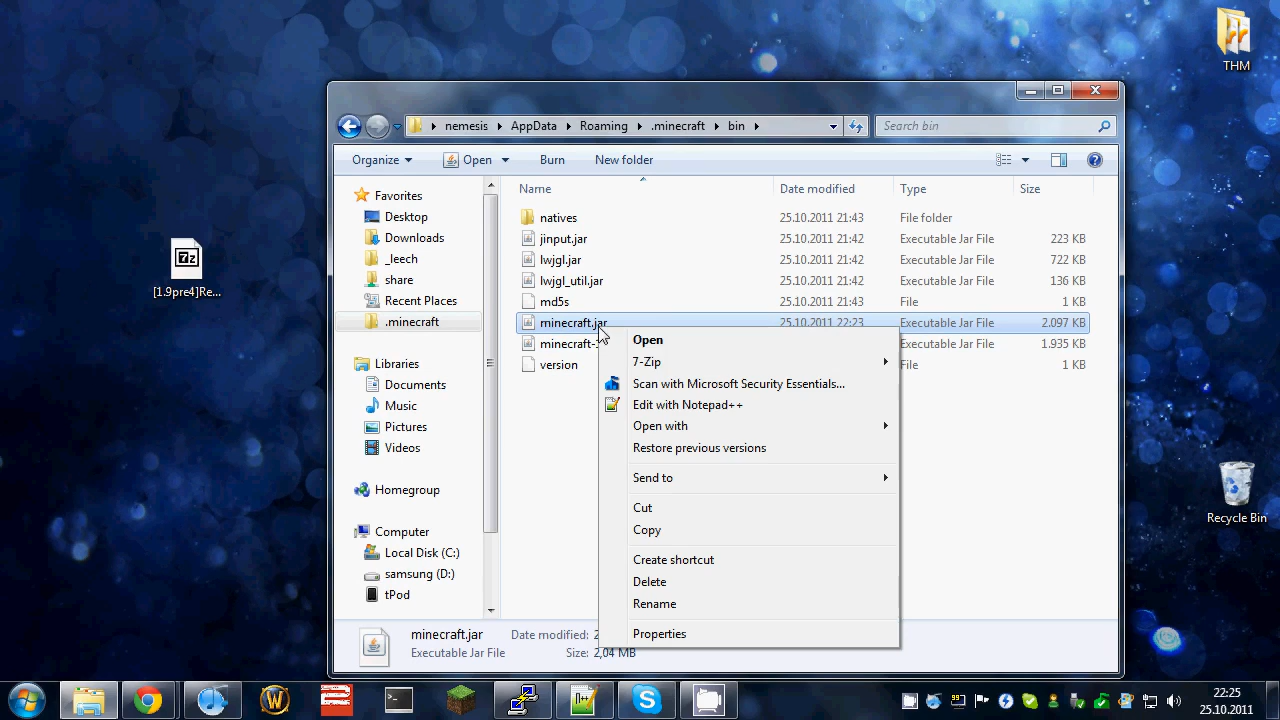 THM
nemesis AppData Roaming .minecraft bin
Search bin
Organize Open Burn New folder
Name Date modified Type Size
Favorites
Desktop
Downloads
_leech
share
Recent Places
.minecraft
Libraries
Documents
Music
Pictures
Videos
Homegroup
Computer
Local Disk (C:)
samsung (D:)
tPod
natives 25.10.2011 21:43 File folder
jinput.jar 25.10.2011 21:42 Executable Jar File 223 KB
lwjgl.jar 25.10.2011 21:42 Executable Jar File 722 KB
lwjgl_util.jar 25.10.2011 21:42 Executable Jar File 136 KB
md5s 25.10.2011 21:43 File 1 KB
minecraft.jar 25.10.2011 22:23 Executable Jar File 2.097 KB
minecraft- Executable Jar File 1.935 KB
version File 1 KB
Open
7-Zip
Scan with Microsoft Security Essentials...
Edit with Notepad++
Open with
Restore previous versions
Send to
Cut
Copy
Create shortcut
Delete
Rename
Properties
minecraft.jar Date modified: 2
Executable Jar File Size: 2,04 MB
7z
[1.9pre4]Re...
Recycle Bin
22:25
25.10.2011